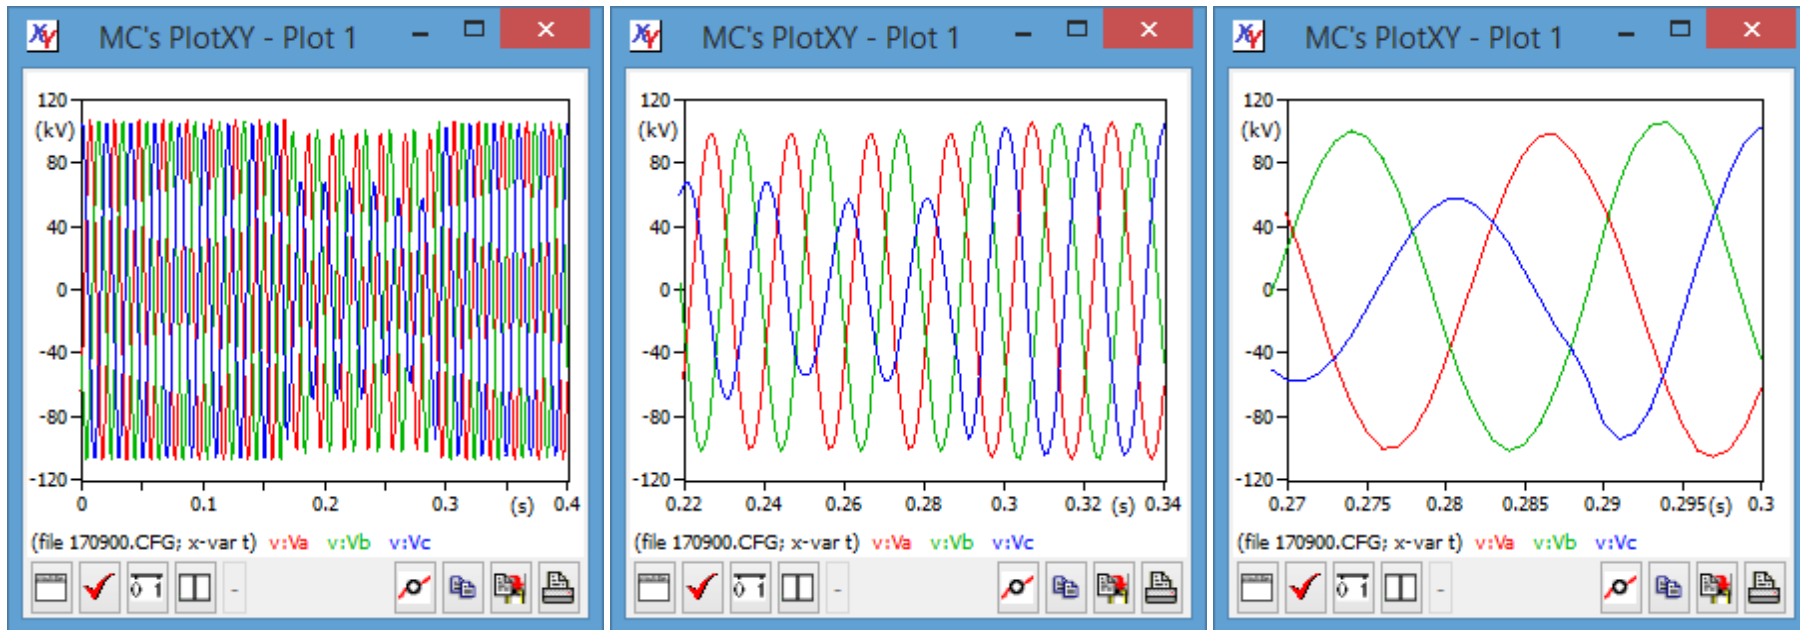 MC's PlotXY - Plot 1
120
(kV)
80
40
0
-40
-80
-120
0 0.1 0.2 0.3 (s) 0.4
(file 170900.CFG; x-var t) v:Va v:Vb v:Vc
MC's PlotXY - Plot 1
120
(kV)
80
40
0
-40
-80
-120
0.22 0.24 0.26 0.28 0.3 0.32 (s) 0.34
(file 170900.CFG; x-var t) v:Va v:Vb v:Vc
MC's PlotXY - Plot 1
120
(kV)
80
40
0
-40
-80
-120
0.27 0.275 0.28 0.285 0.29 0.295 (s) 0.3
(file 170900.CFG; x-var t) v:Va v:Vb v:Vc